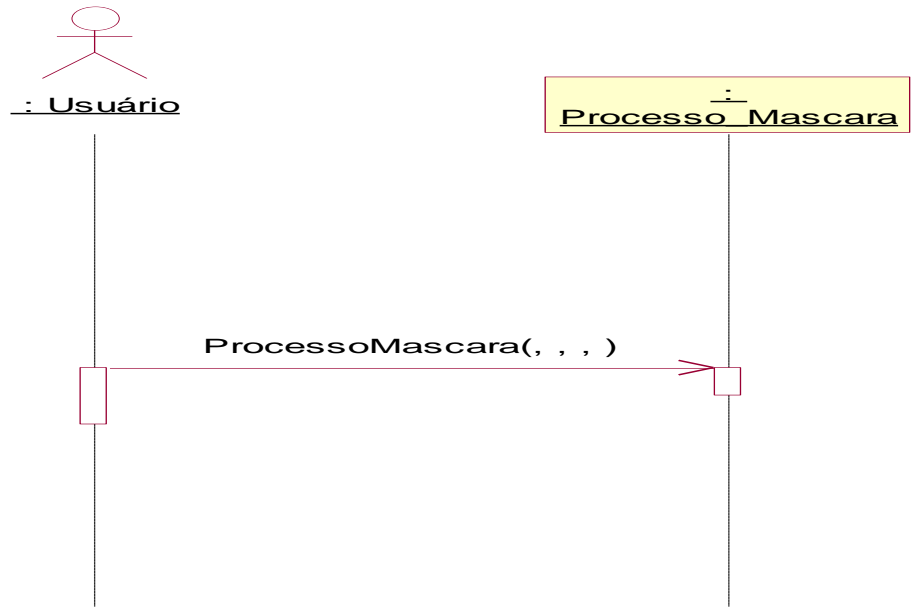 : Usuário
:
Processo_Mascara
ProcessoMascara(, , , )